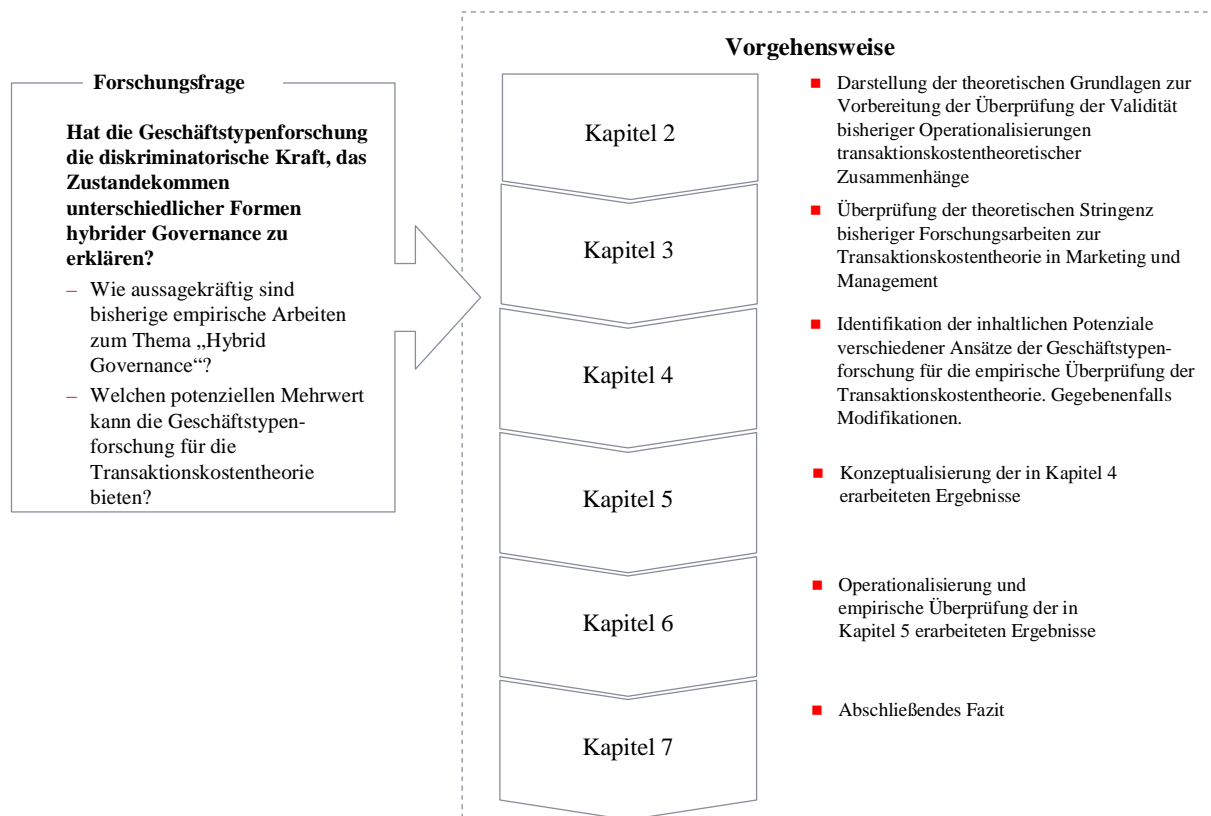 Forschungsfrage
Hat die Geschäftstypenforschung
die diskriminatorische Kraft, das
Zustandekommen
unterschiedlicher Formen
hybrider Governance zu
erklären?
– Wie aussagekräftig sind
bisherige empirische Arbeiten
zum Thema „Hybrid
Governance“?
– Welchen potenziellen Mehrwert
kann die Geschäftstypen-
forschung für die
Transaktionskostentheorie
bieten?
Vorgehensweise
Kapitel 2
■ Darstellung der theoretischen Grundlagen zur
Vorbereitung der Überprüfung der Validität
bisheriger Operationalisierungen
transaktionskostentheoretischer
Zusammenhänge
Kapitel 3
■ Überprüfung der theoretischen Stringenz
bisheriger Forschungsarbeiten zur
Transaktionskostentheorie in Marketing und
Management
Kapitel 4
■ Identifikation der inhaltlichen Potenziale
verschiedener Ansätze der Geschäftstypen-
forschung für die empirische Überprüfung der
Transaktionskostentheorie. Gegebenenfalls
Modifikationen.
Kapitel 5
■ Konzeptualisierung der in Kapitel 4
erarbeiteten Ergebnisse
Kapitel 6
■ Operationalisierung und
empirische Überprüfung der in
Kapitel 5 erarbeiteten Ergebnisse
Kapitel 7
■ Abschließendes Fazit